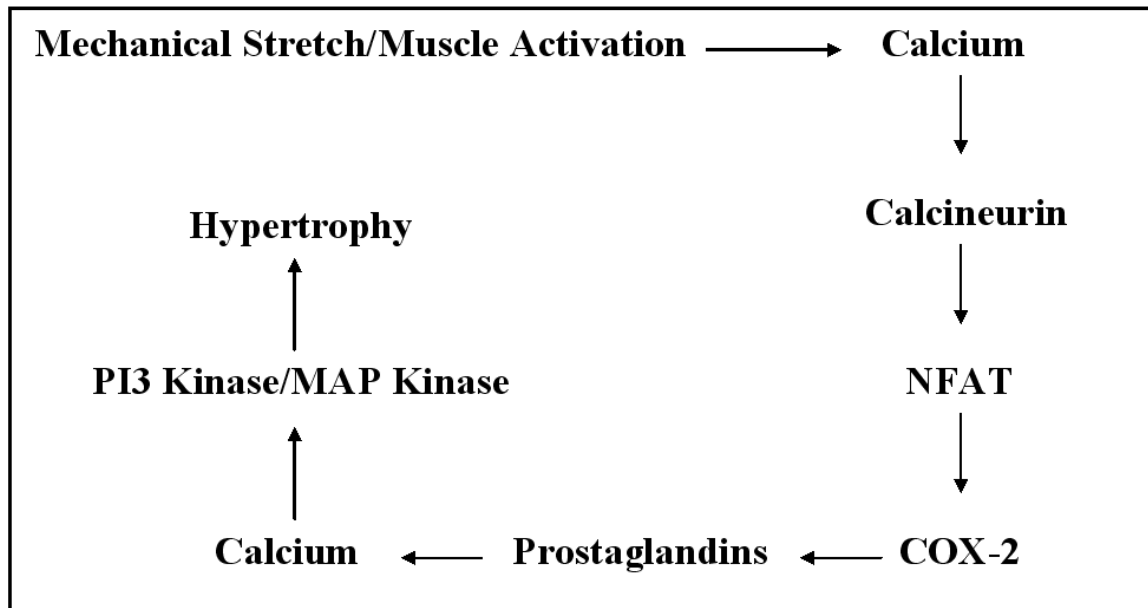 Mechanical Stretch/Muscle Activation
Calcium
Calcineurin
Hypertrophy
NFAT
PI3 Kinase/MAP Kinase
Calcium
Prostaglandins
COX-2